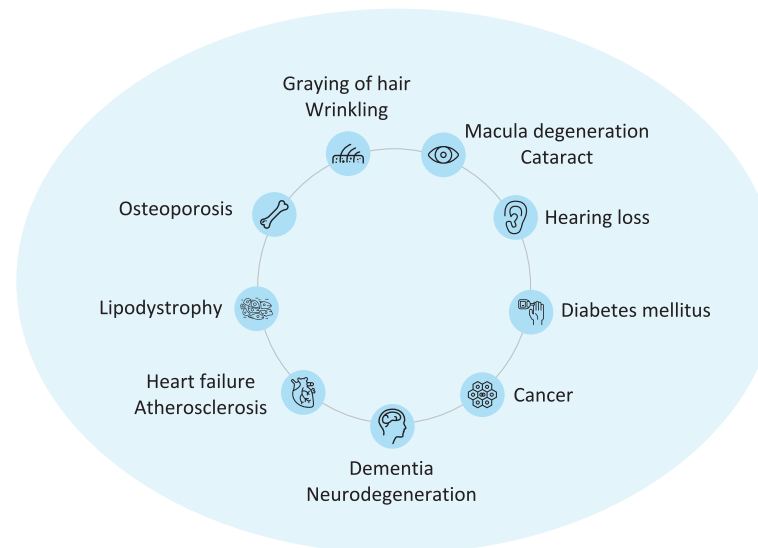 Graying of hair
Wrinkling
Macula degeneration
Cataract
Osteoporosis
Hearing loss
Lipodystrophy
Diabetes mellitus
Heart failure
Atherosclerosis
Cancer
Dementia
Neurodegeneration